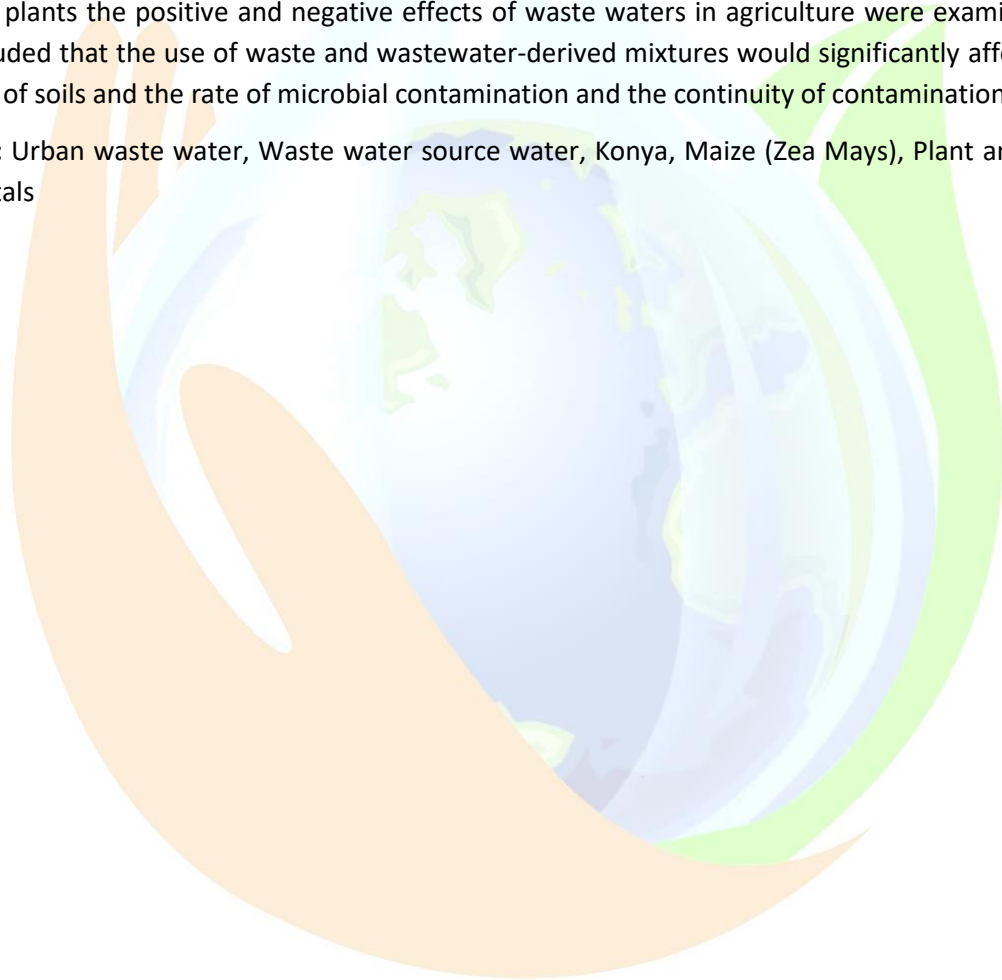 plants the positive and negative effects of waste waters in agriculture were exami
uded that the use of waste and wastewater-derived mixtures would significantly aff
of soils and the rate of microbial contamination and the continuity of contamination
: Urban waste water, Waste water source water, Konya, Maize (Zea Mays), Plant a
als